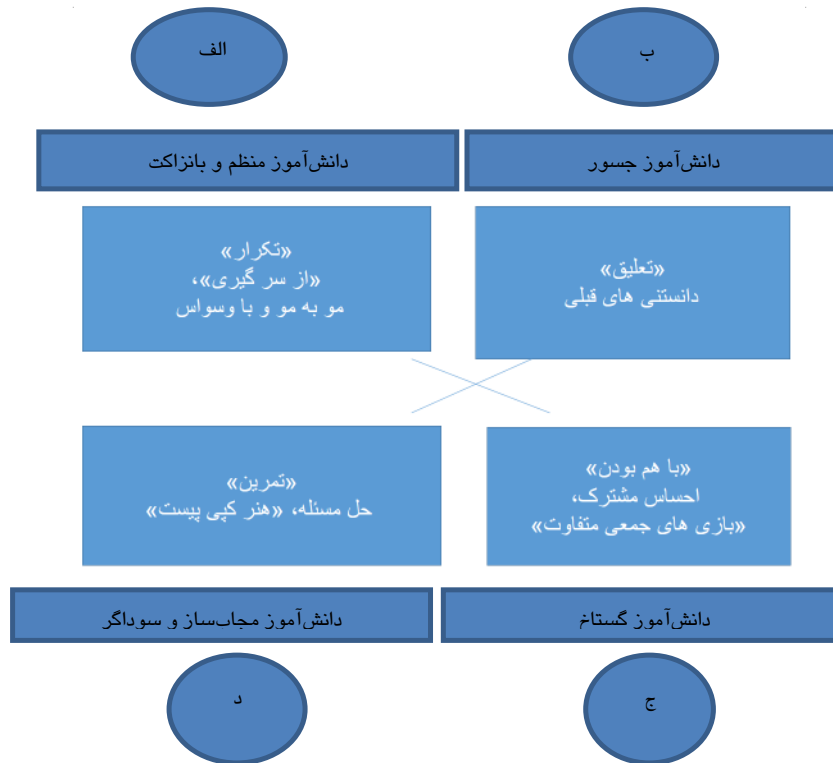 الف
ب
دانش‌آموز منظم و بانزاکت
دانش‌آموز جسور
«تکرار»
«از سر گیری»،
مو به مو و با وسواس
«تعلیق»
دانستنی های قبلی
«تمرین»
حل مسئله، «هنر کپی پیست»
«با هم بودن»
احساس مشترک،
«بازی های جمعی متفاوت»
دانش‌آموز مجاب‌ساز و سوداگر
دانش‌آموز گستاخ
د
ج